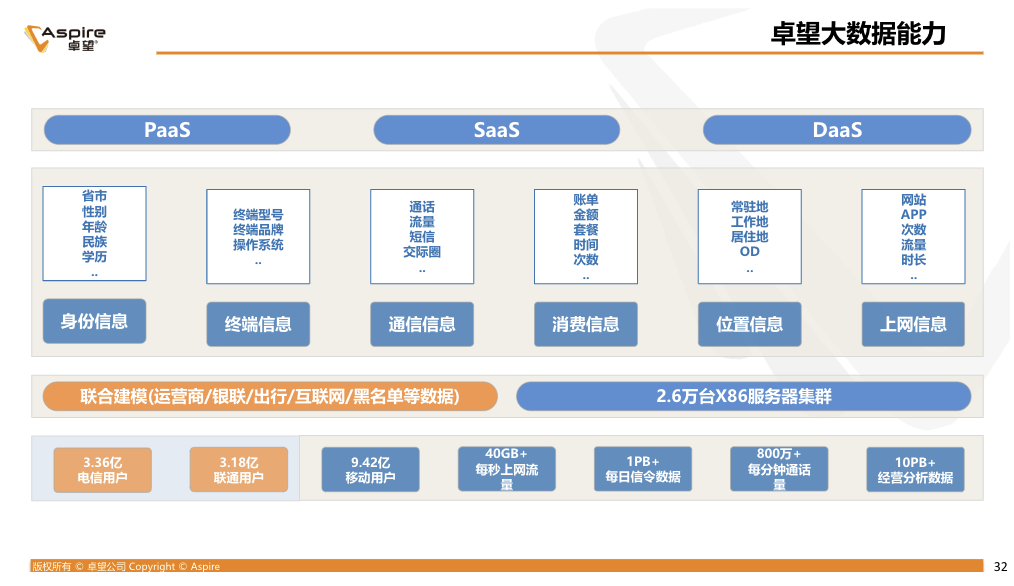 Aspire
卓望®
卓望大数据能力
PaaS
SaaS
DaaS
省市
性别
年龄
民族
学历
..
身份信息
终端型号
终端品牌
操作系统
..
终端信息
通话
流量
短信
交际圈
..
通信信息
账单
金额
套餐
时间
次数
..
消费信息
常驻地
工作地
居住地
OD
..
位置信息
网站
APP
次数
流量
时长
..
上网信息
联合建模(运营商/银联/出行/互联网/黑名单等数据)
2.6万台X86服务器集群
3.36亿
电信用户
3.18亿
联通用户
9.42亿
移动用户
40GB+
每秒上网流
量
1PB+
每日信令数据
800万+
每分钟通话
量
10PB+
经营分析数据
版权所有 © 卓望公司 Copyright © Aspire
32